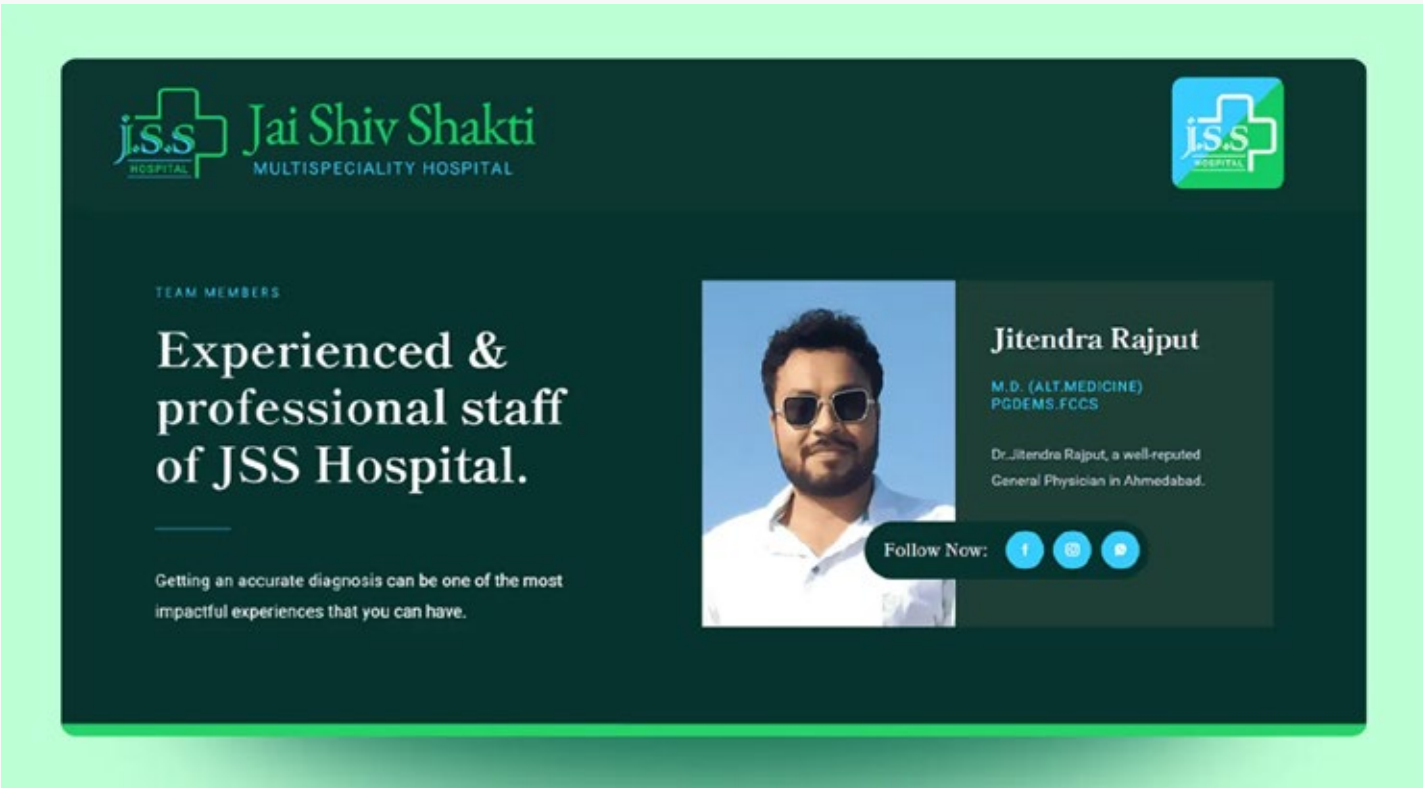 j.s.s
HOSPITAL
Jai Shiv Shakti
MULTISPECIALITY HOSPITAL
j.s.s
HOSPITAL
TEAM MEMBERS
Experienced &
professional staff
of JSS Hospital.
Getting an accurate diagnosis can be one of the most
impactful experiences that you can have.
Jitendra Rajput
M.D. (ALT.MEDICINE)
PGDEMS.FCCS
Dr.Jitendra Rajput, a well-reputed
General Physician in Ahmedabad.
Follow Now: